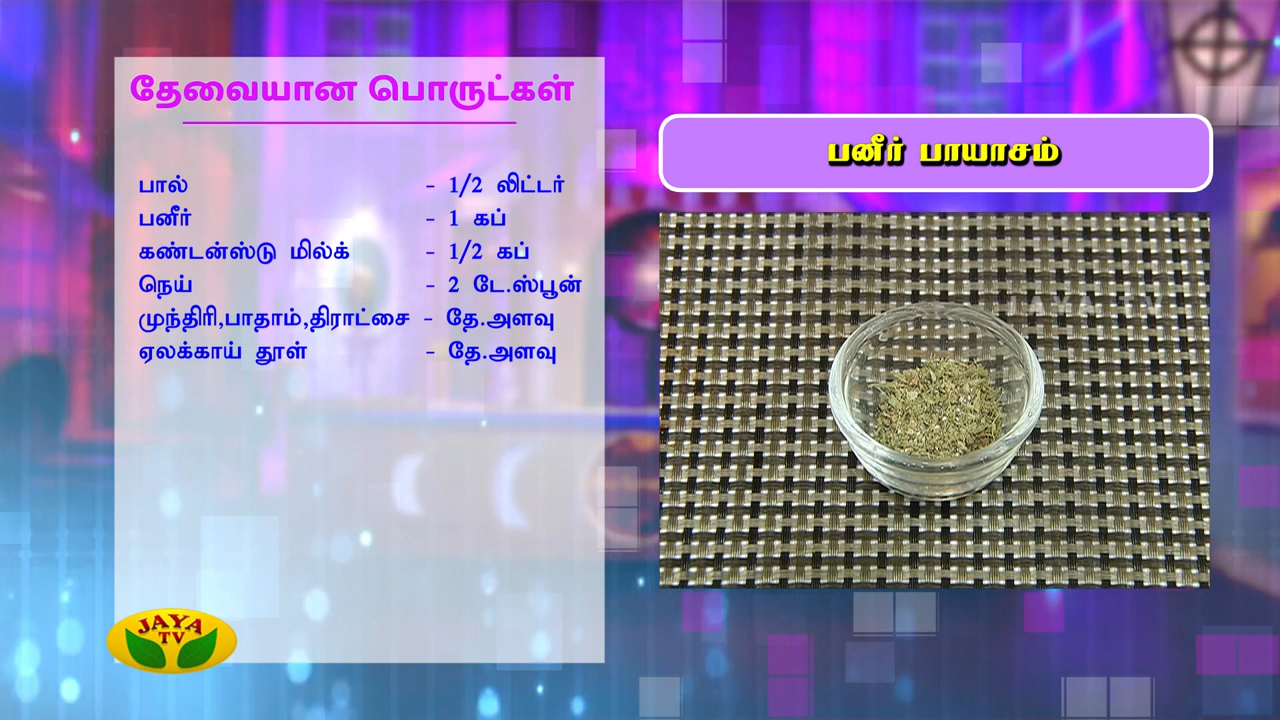 தேவையான பொருட்கள்
பால் - 1/2 லிட்டர்
பனீர் - 1 கப்
கண்டன்ஸ்டு மில்க் - 1/2 கப்
நெய் - 2 டே.ஸ்பூன்
முந்திரி,பாதாம்,திராட்சை - தே.அளவு
ஏலக்காய் தூள் - தே.அளவு
பனீர் பாயாசம்
JAYA TV
JAYA
TV